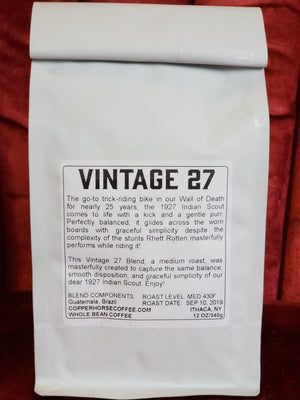 VINTAGE 27
The go-to trick-riding bike in our Wall of Death
for nearly 25 years, the 1927 Indian Scout
comes to life with a kick and a gentle purr.
Perfectly balanced, it glides across the worn
boards with graceful simplicity despite the
complexity of the stunts Rhett Rotten masterfully
performs while riding it!
This Vintage 27 Blend, a medium roast, was
masterfully created to capture the same balance,
smooth disposition, and graceful simplicity of our
dear 1927 Indian Scout. Enjoy!
BLEND COMPONENTS: ROAST LEVEL MED 430F
Guatemala, Brazil ROAST DATE SEP 10, 2019
COPPERHORSECOFFEE.COM ITHACA, NY
WHOLE BEAN COFFEE 12 OZ/340g